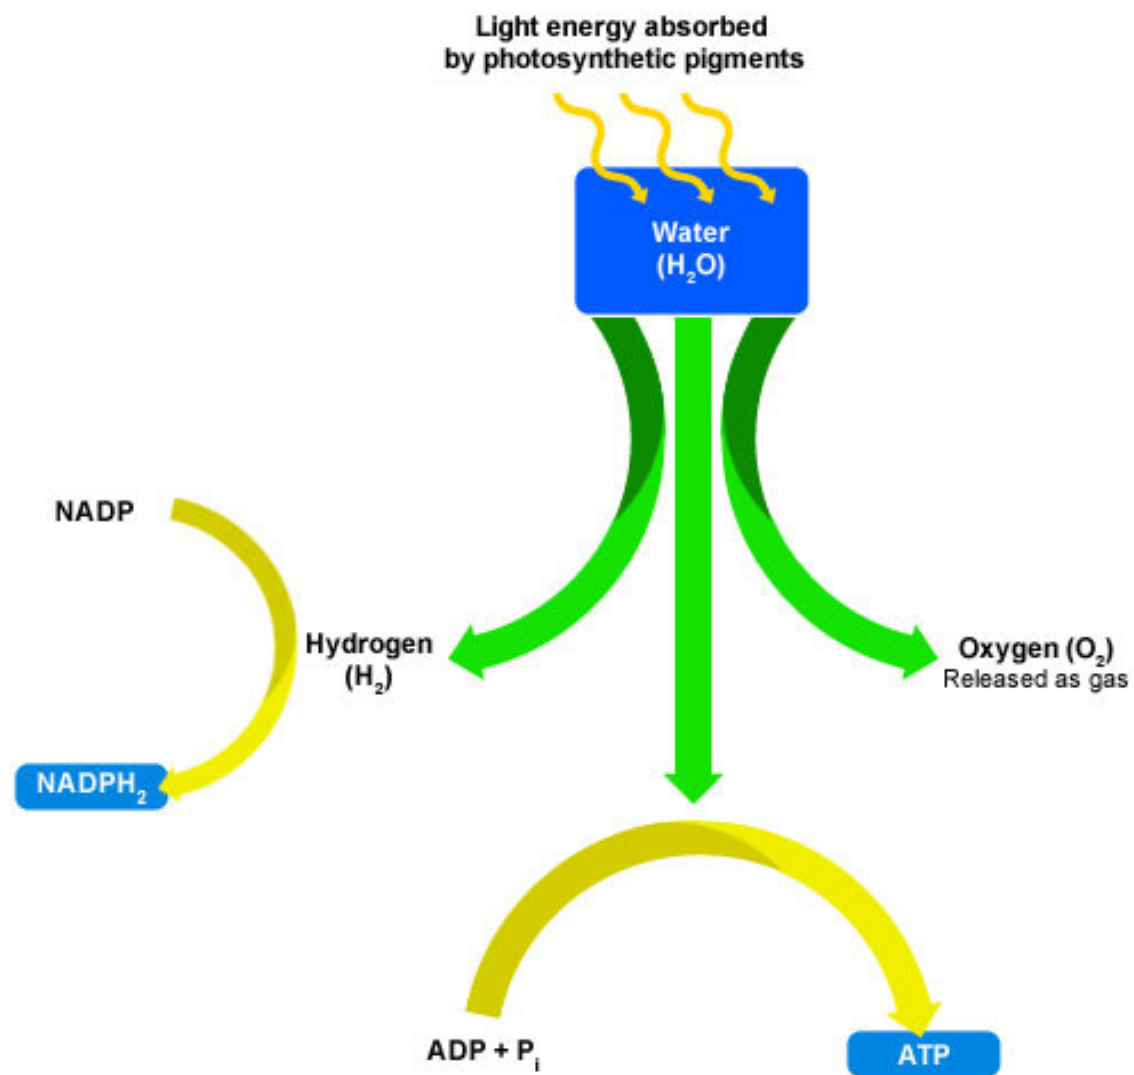 Light energy absorbed
by photosynthetic pigments
Water
(H₂O)
NADP
Hydrogen
(H₂)
Oxygen (O₂)
Released as gas
NADPH₂
ADP + Pᵢ
ATP